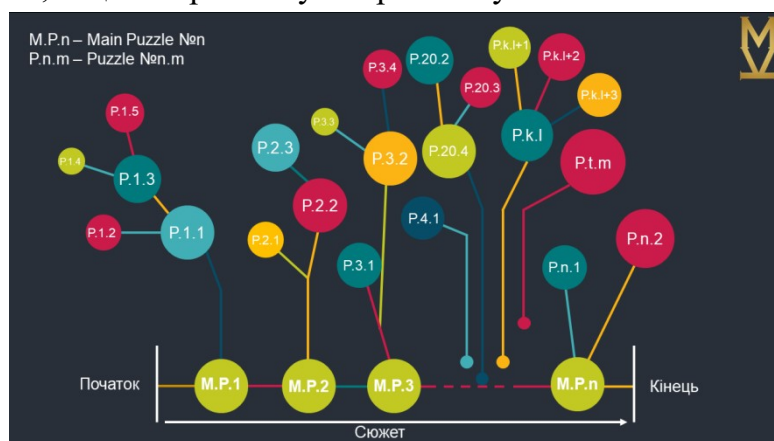 M.P.n – Main Puzzle №n
P.n.m – Puzzle №n.m
P.1.5
P.1.4
P.1.3
P.1.2
P.1.1
P.2.3
P.2.2
P.2.1
P.3.4
P.3.3
P.3.2
P.3.1
P.20.2
P.20.3
P.20.4
P.4.1
P.k.l+1
P.k.l+2
P.k.l+3
P.k.l
P.t.m
P.n.1
P.n.2
Початок
M.P.1
M.P.2
M.P.3
M.P.n
Кінець
Сюжет